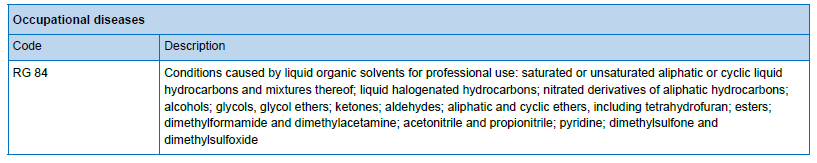 Occupational diseases
Code Description
RG 84 Conditions caused by liquid organic solvents for professional use: saturated or unsaturated aliphatic or cyclic liquid
hydrocarbons and mixtures thereof; liquid halogenated hydrocarbons; nitrated derivatives of aliphatic hydrocarbons;
alcohols; glycols, glycol ethers; ketones; aldehydes; aliphatic and cyclic ethers, including tetrahydrofuran; esters;
dimethylformamide and dimethylacetamine; acetonitrile and propionitrile; pyridine; dimethylsulfone and
dimethylsulfoxide